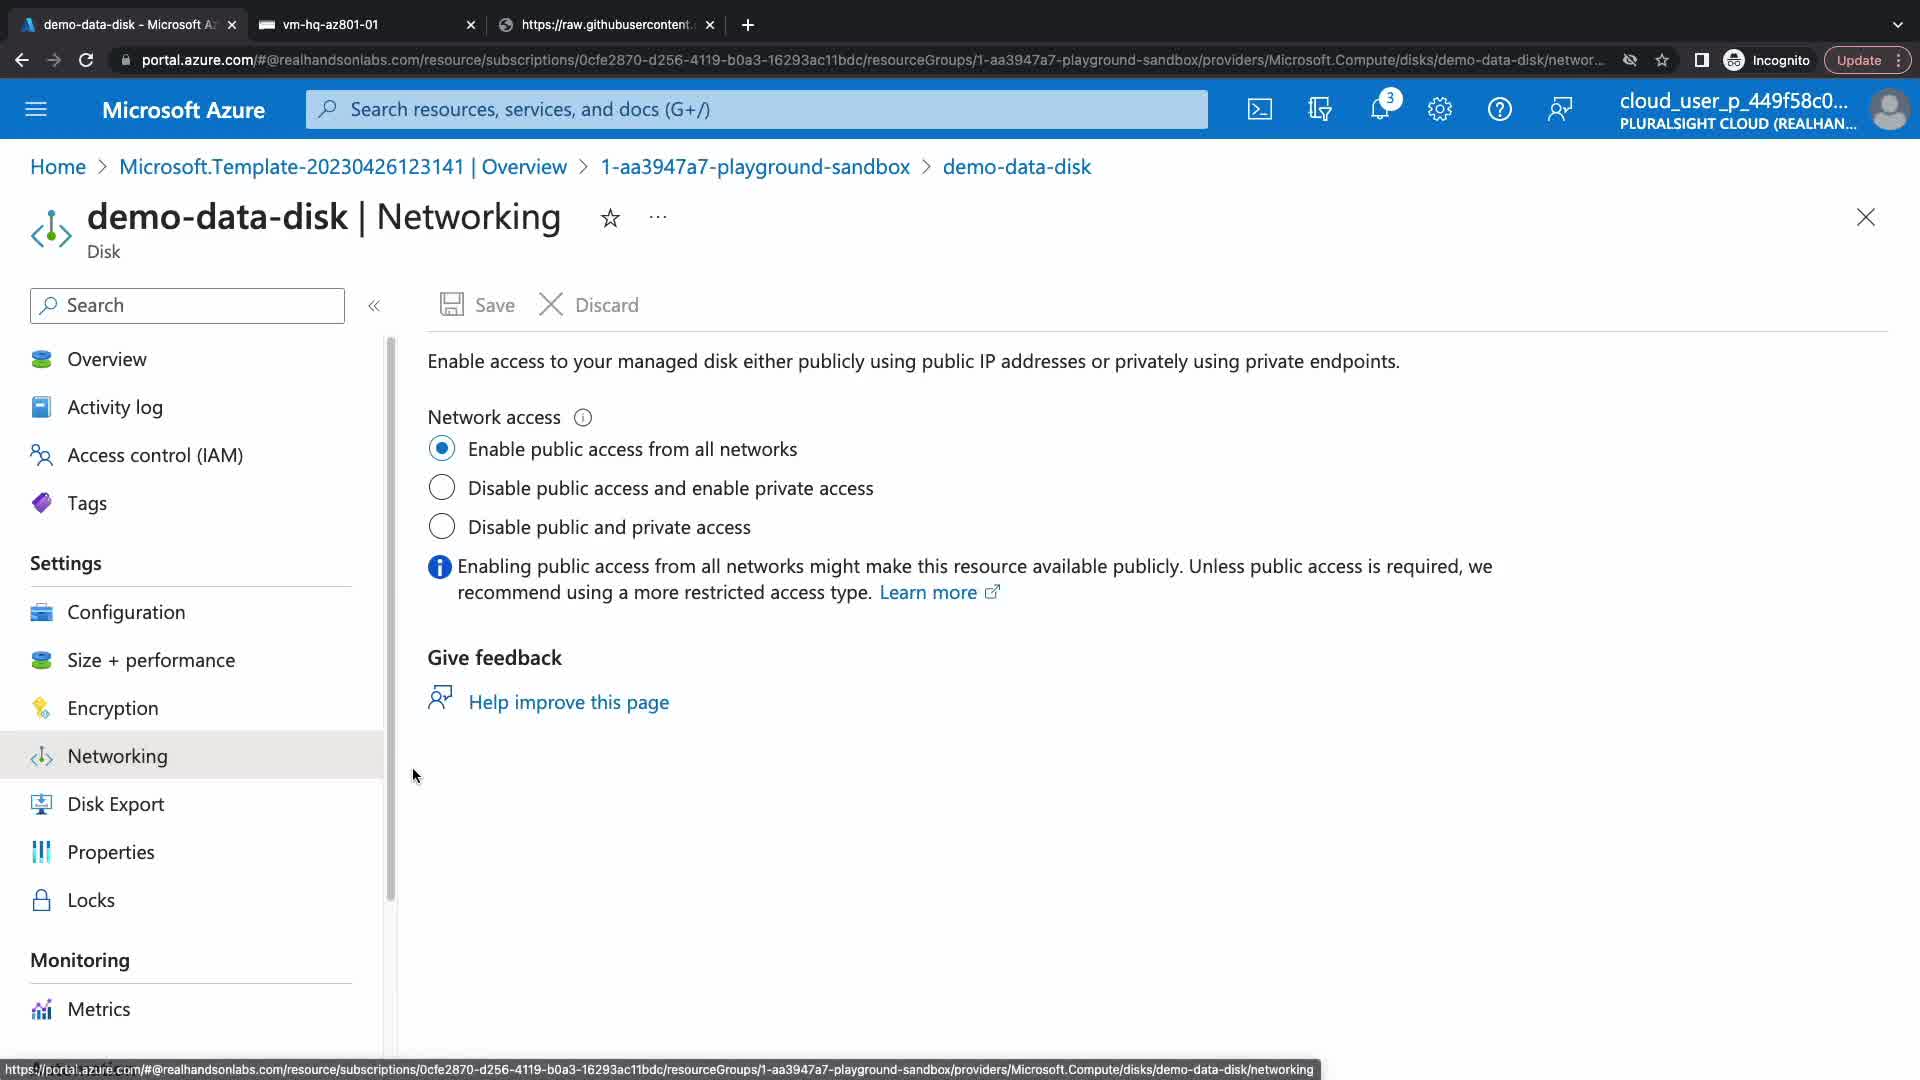 demo-data-disk - Microsoft Az
vm-hq-az801-01
https://raw.githubusercontent.
portal.azure.com/#@realhandsonlabs.com/resource/subscriptions/0cfe2870-d256-4119-b0a3-16293ac11bdc/resourceGroups/1-aa3947a7-playground-sandbox/providers/Microsoft.Compute/disks/demo-data-disk/networ...
Incognito
Update
Microsoft Azure
Search resources, services, and docs (G+/)
3
cloud_user_p_449f58c0...
PLURALSIGHT CLOUD (REALHAN...
Home > Microsoft.Template-20230426123141 | Overview > 1-aa3947a7-playground-sandbox > demo-data-disk
demo-data-disk | Networking
Disk
Search
Save
Discard
Overview
Activity log
Access control (IAM)
Tags
Settings
Configuration
Size + performance
Encryption
Networking
Disk Export
Properties
Locks
Monitoring
Metrics
Enable access to your managed disk either publicly using public IP addresses or privately using private endpoints.
Network access
Enable public access from all networks
Disable public access and enable private access
Disable public and private access
Enabling public access from all networks might make this resource available publicly. Unless public access is required, we
recommend using a more restricted access type. Learn more
Give feedback
Help improve this page
https://portal.azure.com/#@realhandsonlabs.com/resource/subscriptions/0cfe2870-d256-4119-b0a3-16293ac11bdc/resourceGroups/1-aa3947a7-playground-sandbox/providers/Microsoft.Compute/disks/demo-data-disk/networking